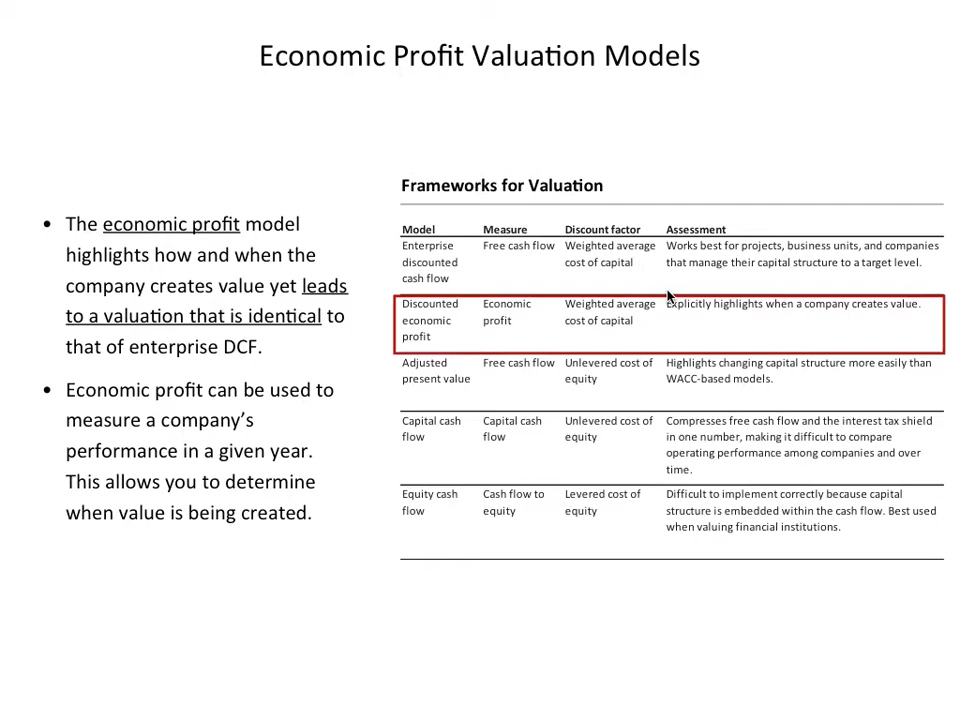 Economic Profit Valuation Models
• The economic profit model
highlights how and when the
company creates value yet leads
to a valuation that is identical to
that of enterprise DCF.
• Economic profit can be used to
measure a company's
performance in a given year.
This allows you to determine
when value is being created.
Frameworks for Valuation
Model Measure Discount factor Assessment
Enterprise Free cash flow Weighted average Works best for projects, business units, and companies
discounted cost of capital that manage their capital structure to a target level.
cash flow
Discounted Economic Weighted average Explicitly highlights when a company creates value.
economic profit cost of capital
profit
Adjusted Free cash flow Unlevered cost of Highlights changing capital structure more easily than
present value equity WACC-based models.
Capital cash Capital cash Unlevered cost of Compresses free cash flow and the interest tax shield
flow flow equity in one number, making it difficult to compare
operating performance among companies and over
time.
Equity cash Cash flow to Levered cost of Difficult to implement correctly because capital
flow equity equity structure is embedded within the cash flow. Best used
when valuing financial institutions.